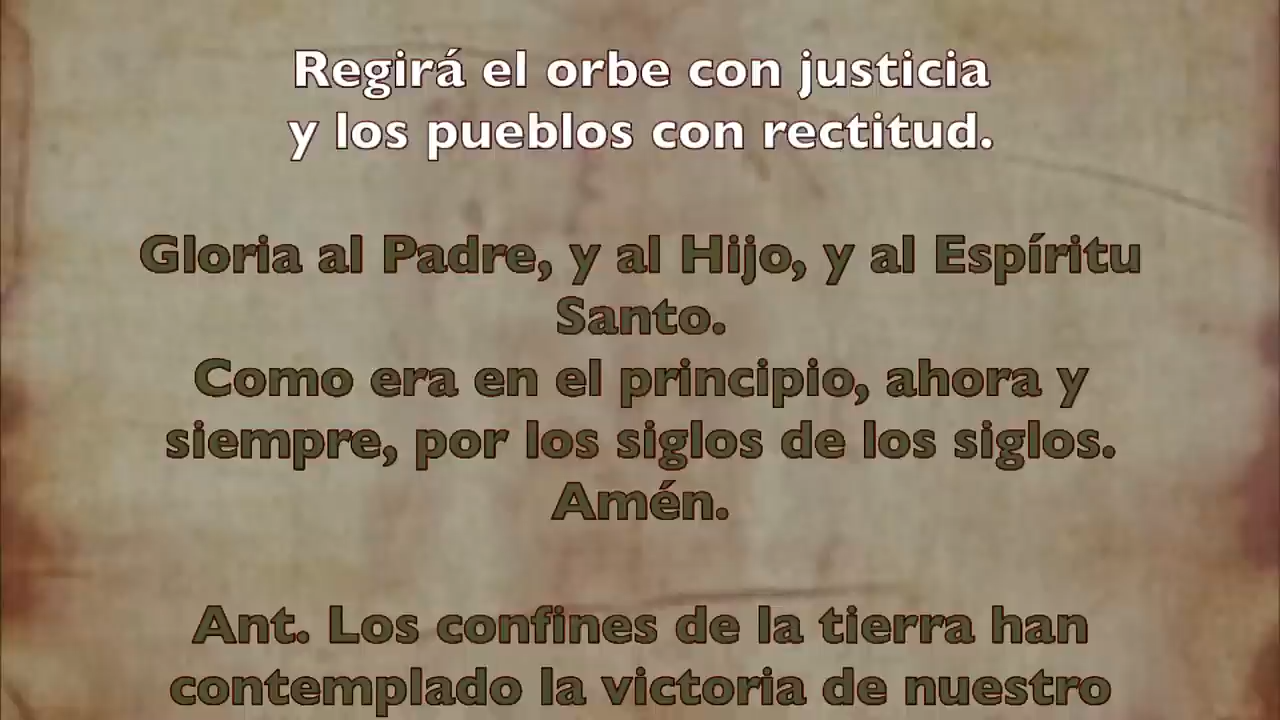 Regirá el orbe con justicia
y los pueblos con rectitud.
Gloria al Padre, y al Hijo, y al Espíritu
Santo.
Como era en el principio, ahora y
siempre, por los siglos de los siglos.
Amén.
Ant. Los confines de la tierra han
contemplado la victoria de nuestro